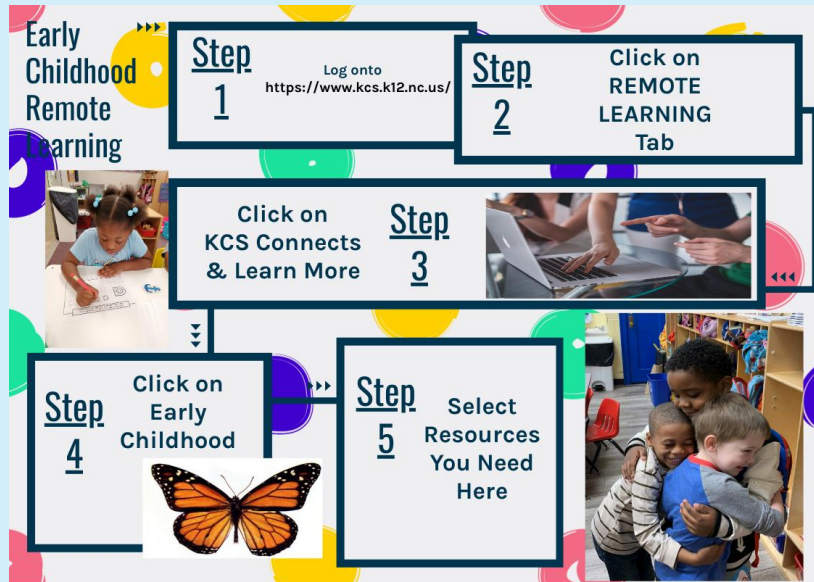 Early
Childhood
Remote
Learning
Step
1
Log onto
https://www.kcs.k12.nc.us/
Step
2
Click on
REMOTE
LEARNING
Tab
Click on
KCS Connects
& Learn More
Step
3
Step
4
Click on
Early
Childhood
Step
5
Select
Resources
You Need
Here